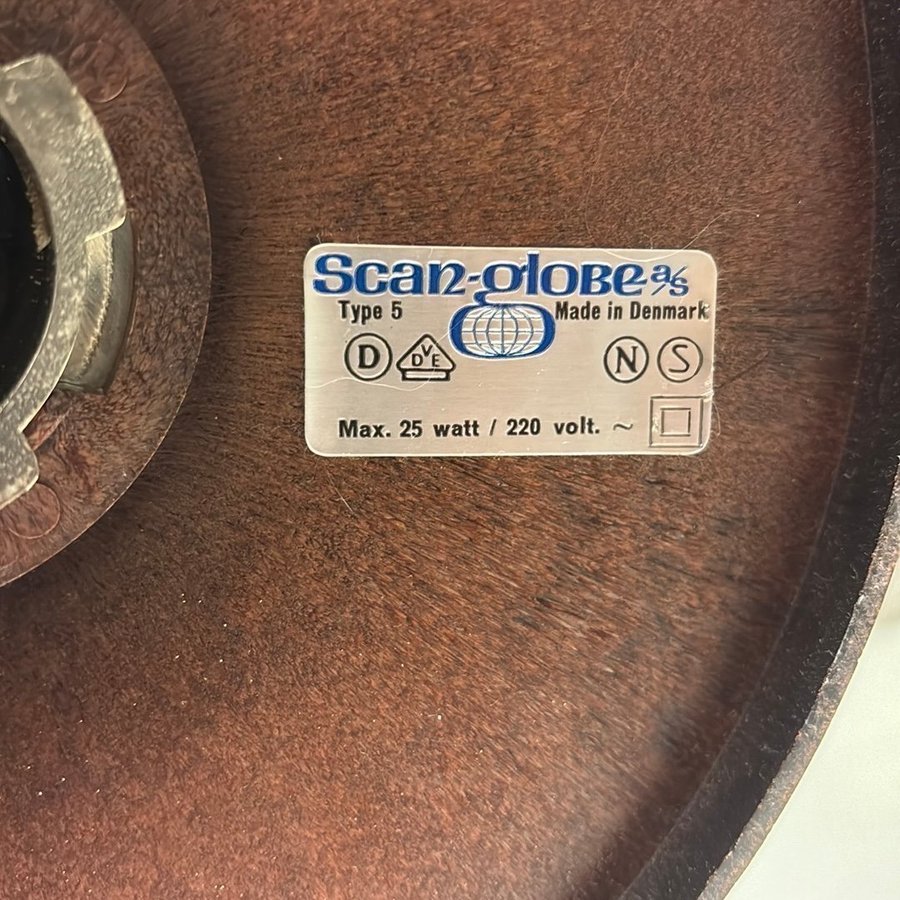 Scan-globe a/s
Type 5 Made in Denmark
D DVE N S
Max. 25 watt / 220 volt. ~